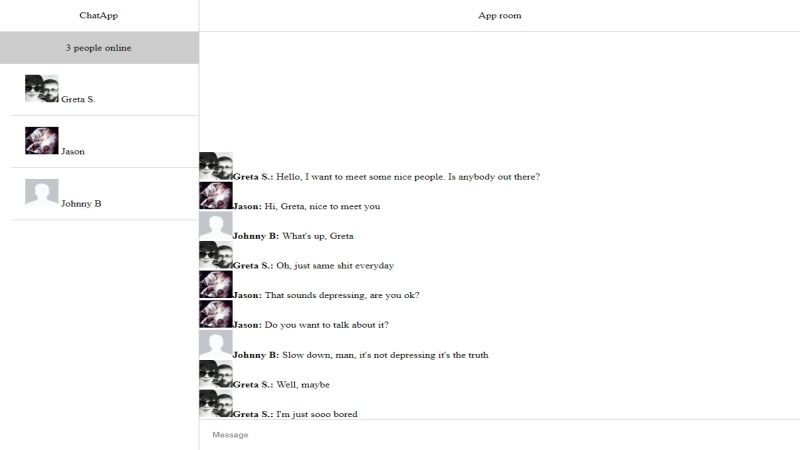 ChatApp
App room
3 people online
Greta S.
Jason
Johnny B
Greta S.: Hello, I want to meet some nice people. Is anybody out there?
Jason: Hi, Greta, nice to meet you
Johnny B: What's up, Greta
Greta S.: Oh, just same shit everyday
Jason: That sounds depressing, are you ok?
Jason: Do you want to talk about it?
Johnny B: Slow down, man, it's not depressing it's the truth
Greta S.: Well, maybe
Greta S.: I'm just sooo bored
Message